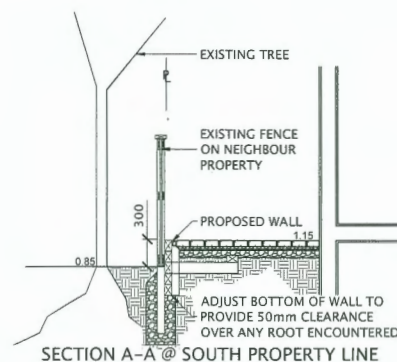 EXISTING TREE
PL
EXISTING FENCE
ON NEIGHBOUR
PROPERTY
300
PROPOSED WALL
1.15
0.85
ADJUST BOTTOM OF WALL TO
PROVIDE 50mm CLEARANCE
OVER ANY ROOT ENCOUNTERED
SECTION A-A @ SOUTH PROPERTY LINE